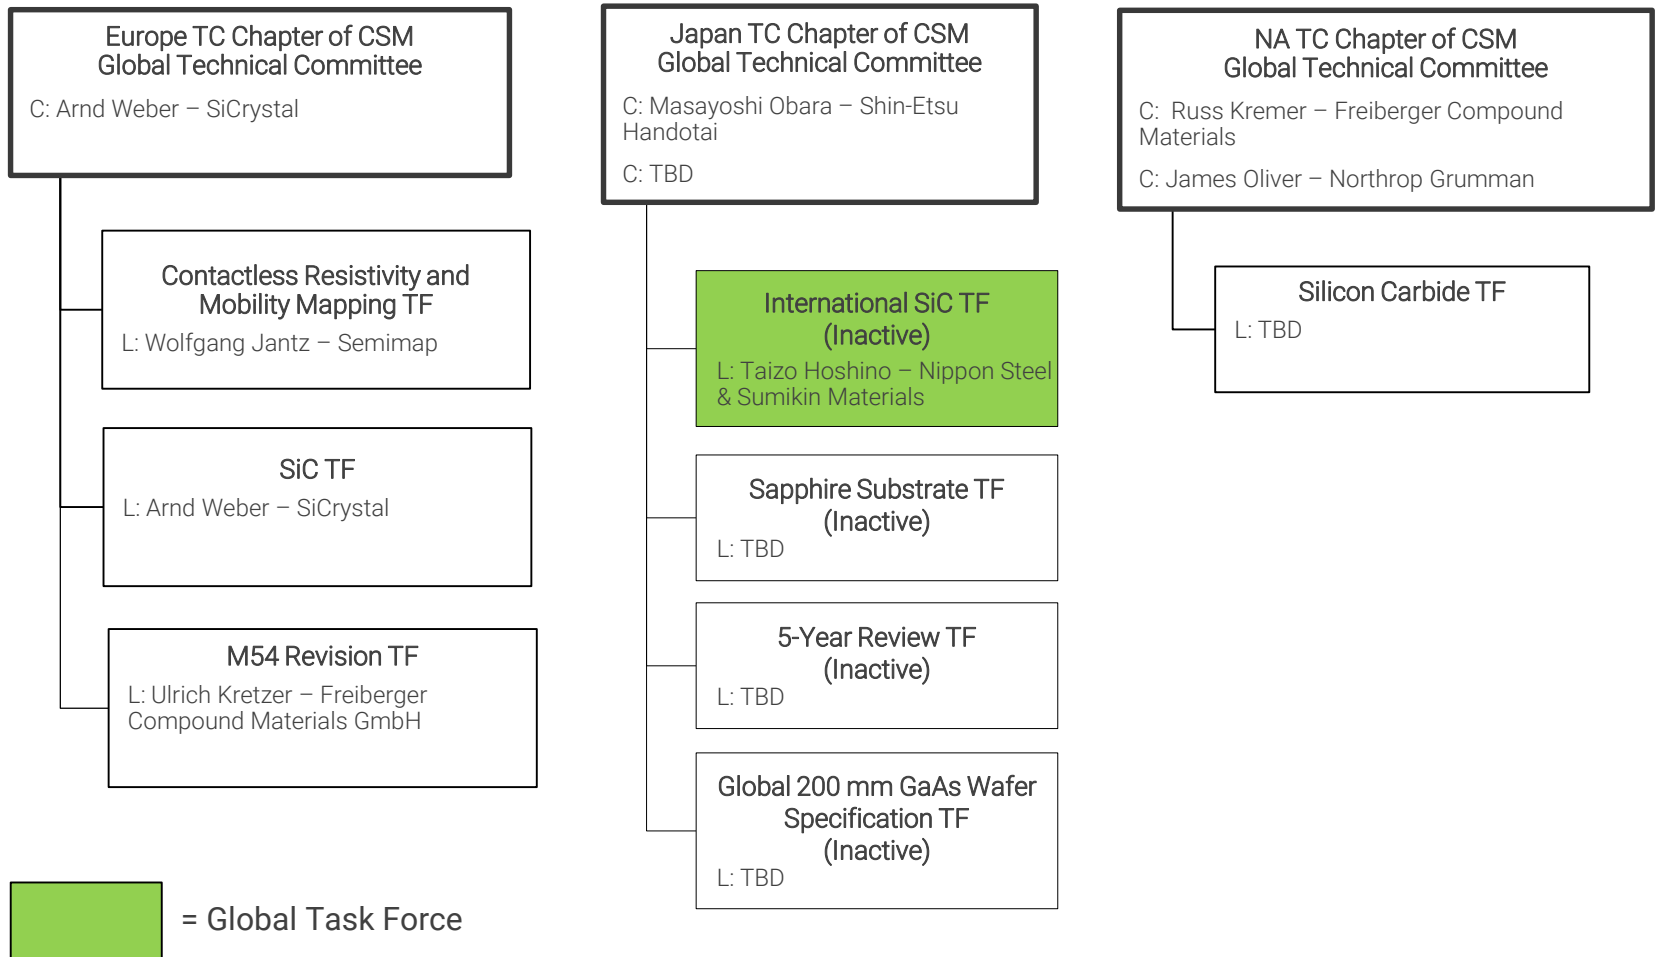 Europe TC Chapter of CSM
Global Technical Committee
C: Arnd Weber – SiCrystal
Contactless Resistivity and
Mobility Mapping TF
L: Wolfgang Jantz – Semimap
SiC TF
L: Arnd Weber – SiCrystal
M54 Revision TF
L: Ulrich Kretzer – Freiberger
Compound Materials GmbH
Japan TC Chapter of CSM
Global Technical Committee
C: Masayoshi Obara – Shin-Etsu
Handotai
C: TBD
International SiC TF
(Inactive)
L: Taizo Hoshino – Nippon Steel
& Sumikin Materials
Sapphire Substrate TF
(Inactive)
L: TBD
5-Year Review TF
(Inactive)
L: TBD
Global 200 mm GaAs Wafer
Specification TF
(Inactive)
L: TBD
NA TC Chapter of CSM
Global Technical Committee
C: Russ Kremer – Freiberger Compound
Materials
C: James Oliver – Northrop Grumman
Silicon Carbide TF
L: TBD
= Global Task Force